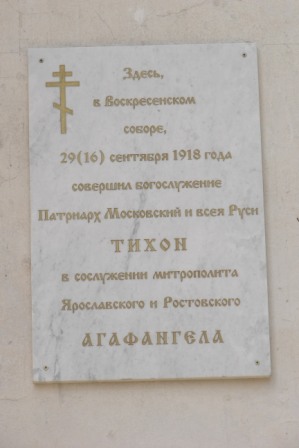 Здесь,
в Воскресенском
соборе,
29(16) сентября 1918 года
совершил богослужение
Патриарх Московский и всея Руси
ТИХОН
в сослужении митрополита
Ярославского и Ростовского
АГАФАНГЕЛА